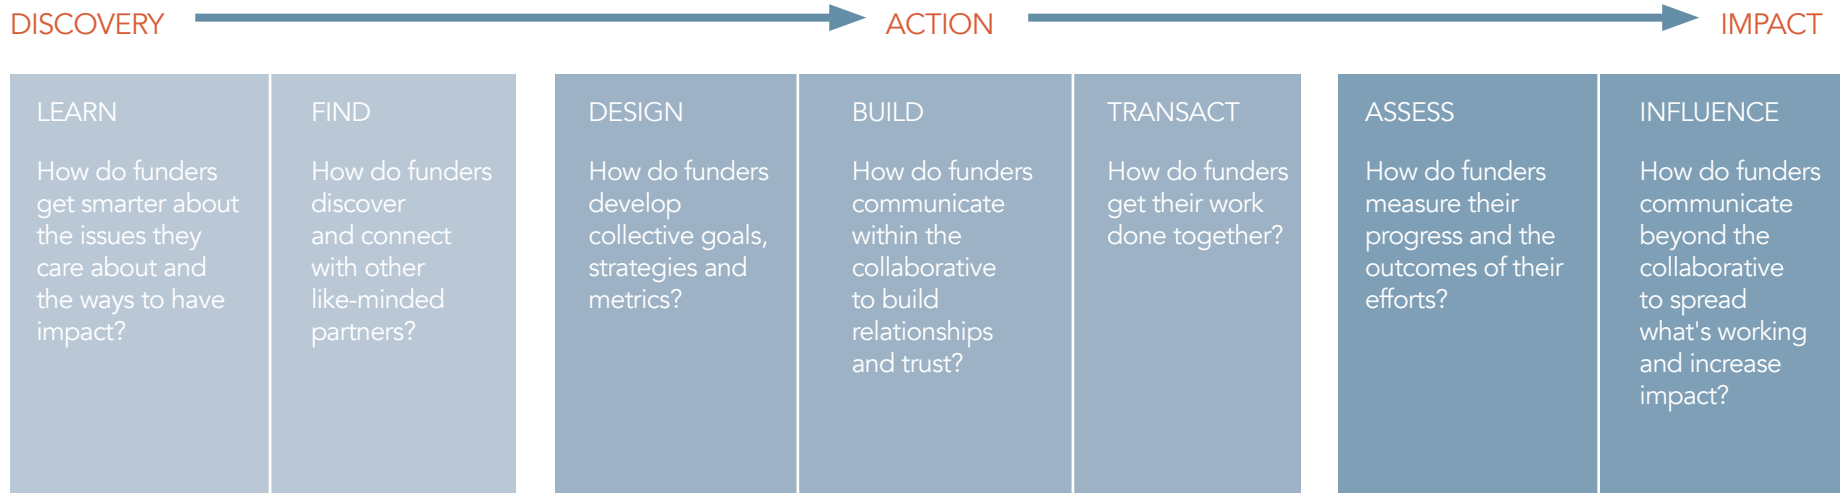 DISCOVERY
ACTION
IMPACT
LEARN
How do funders
get smarter about
the issues they
care about and
the ways to have
impact?
FIND
How do funders
discover
and connect
with other
like-minded
partners?
DESIGN
How do funders
develop
collective goals,
strategies and
metrics?
BUILD
How do funders
communicate
within the
collaborative
to build
relationships
and trust?
TRANSACT
How do funders
get their work
done together?
ASSESS
How do funders
measure their
progress and the
outcomes of their
efforts?
INFLUENCE
How do funders
communicate
beyond the
collaborative
to spread
what's working
and increase
impact?